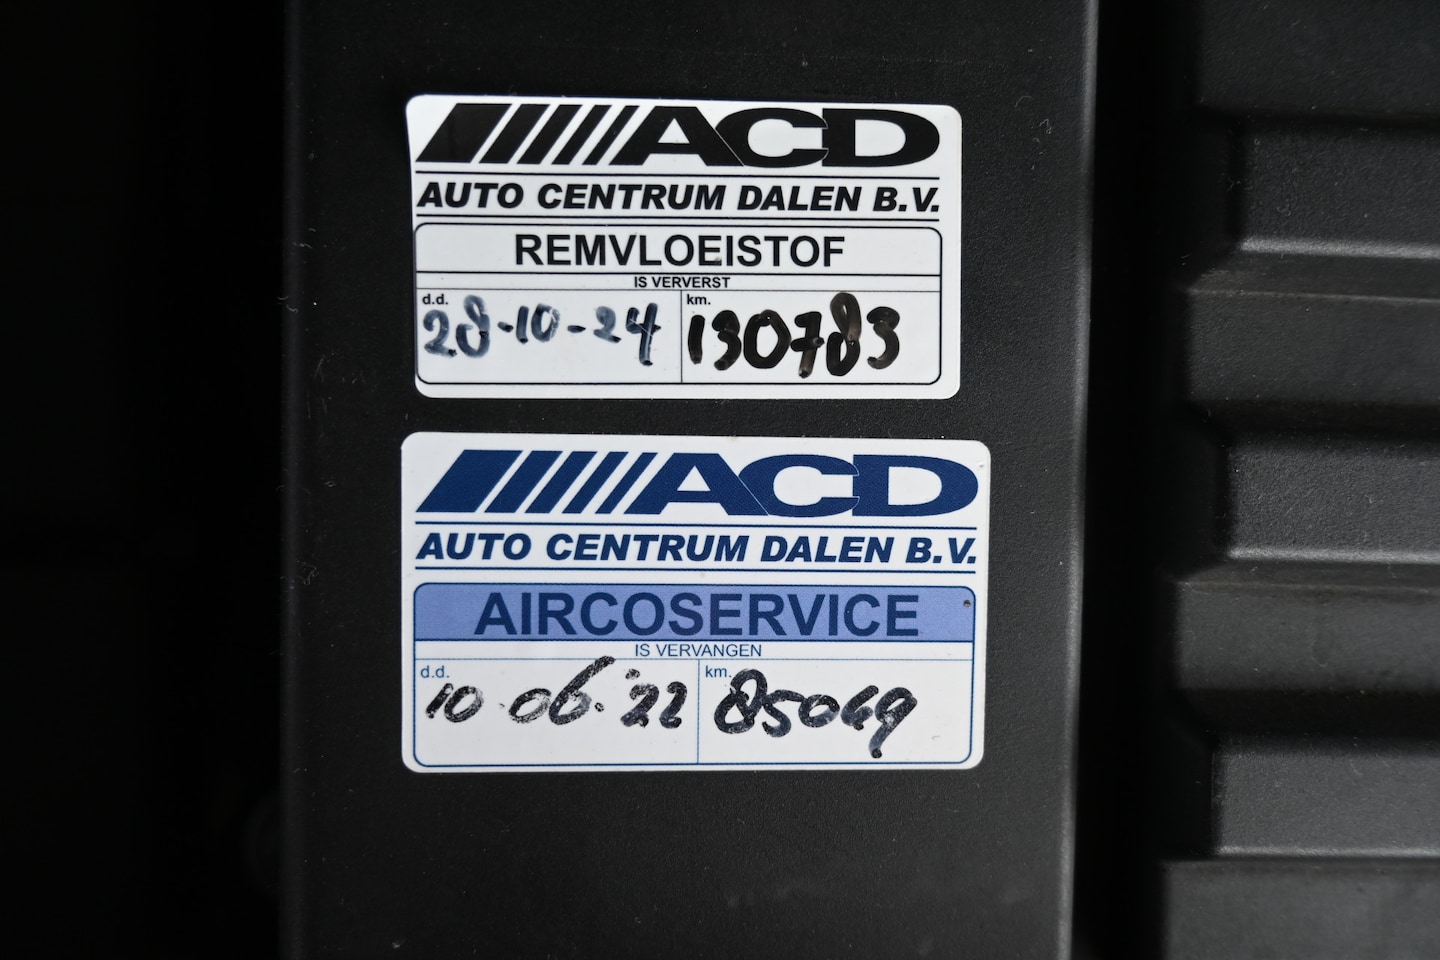 ACD
AUTO CENTRUM DALEN B.V.
REMVLOEISTOF
IS VERVERST
d.d. km.
28-10-24 130783
ACD
AUTO CENTRUM DALEN B.V.
AIRCOSERVICE
IS VERVANGEN
d.d. km.
10-06-'22 85049